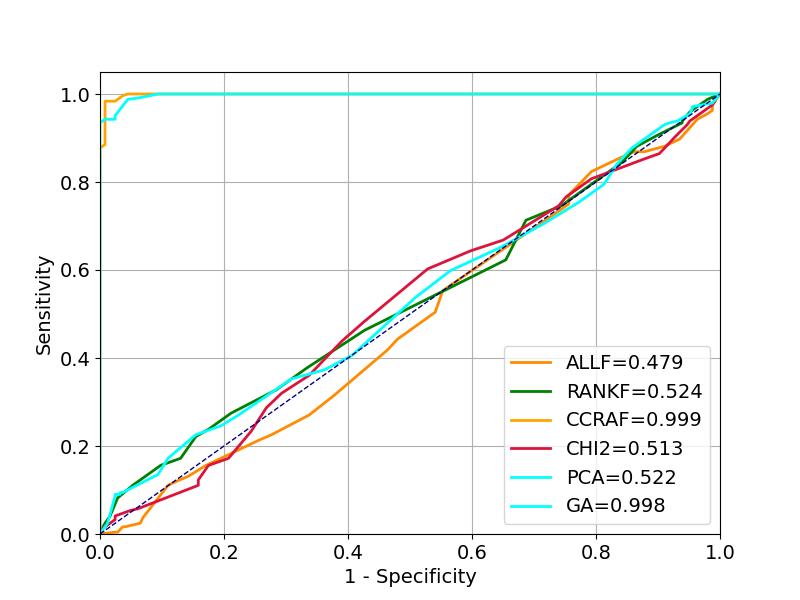 1.0
0.8
0.6
0.4
0.2
0.0
Sensitivity
ALLF=0.479
RANKF=0.524
CCRAF=0.999
CHI2=0.513
PCA=0.522
GA=0.998
0.0 0.2 0.4 0.6 0.8 1.0
1 - Specificity